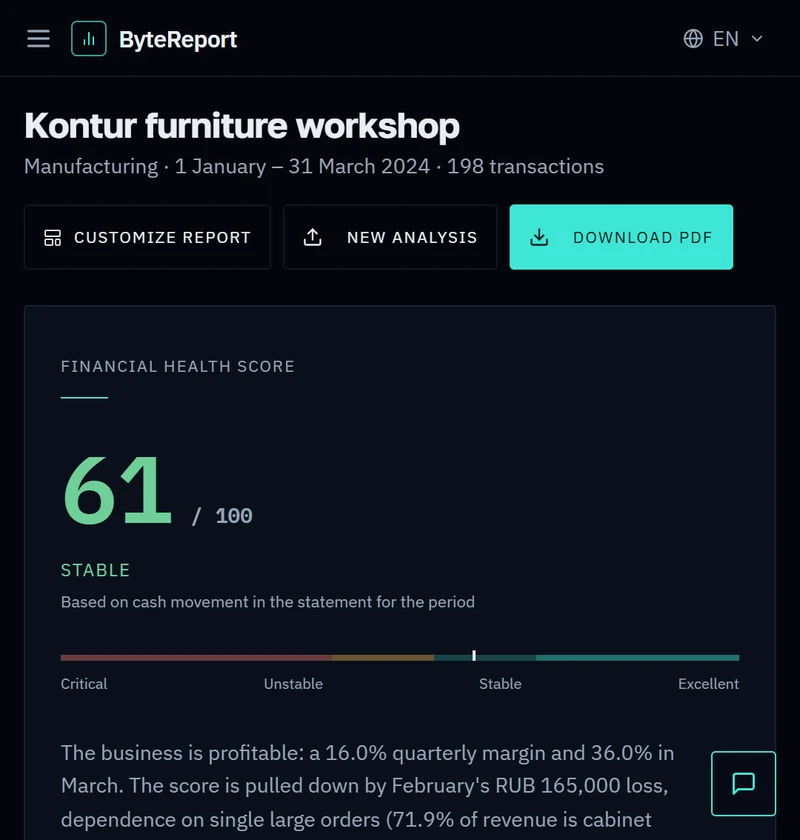 ByteReport
EN
Kontur furniture workshop
Manufacturing · 1 January – 31 March 2024 · 198 transactions
CUSTOMIZE REPORT
NEW ANALYSIS
DOWNLOAD PDF
FINANCIAL HEALTH SCORE
61 / 100
STABLE
Based on cash movement in the statement for the period
Critical Unstable Stable Excellent
The business is profitable: a 16.0% quarterly margin and 36.0% in
March. The score is pulled down by February's RUB 165,000 loss,
dependence on single large orders (71.9% of revenue is cabinet